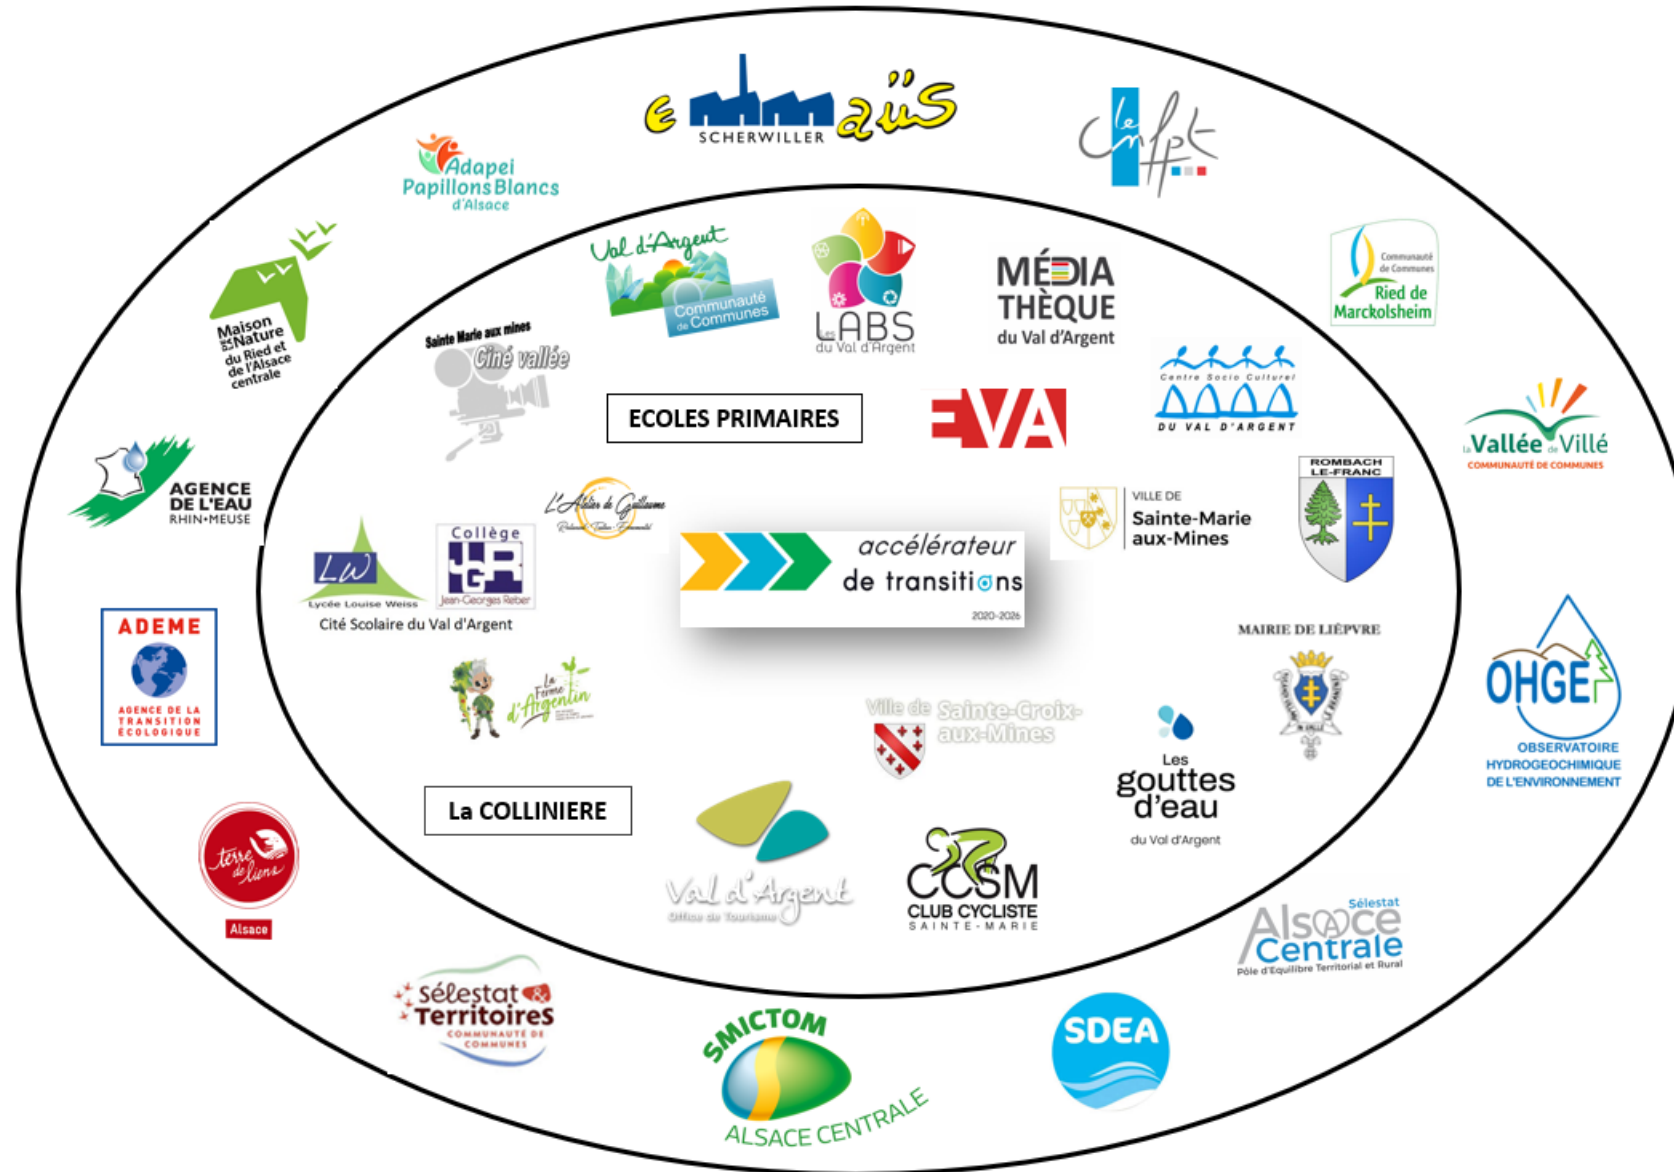 emmaüs
SCHERWILLER
le cnfpt
Adapei
Papillons Blancs
d'Alsace
Maison
DE LA Nature
du Ried et
de l'Alsace
centrale
Val d'Argent
Communauté
de Communes
Les LABS
du Val d'Argent
MÉDIA
THÈQUE
du Val d'Argent
Communauté
de Communes
Ried de
Marckolsheim
Sainte Marie aux mines
Ciné vallée
ECOLES PRIMAIRES
EVA
Centre Socio Culturel
DU VAL D'ARGENT
la Vallée de Villé
COMMUNAUTÉ DE COMMUNES
AGENCE
DE L'EAU
RHIN•MEUSE
L'Atelier de Guillaume
VILLE DE
Sainte-Marie
aux-Mines
ROMBACH
LE-FRANC
LW
Lycée Louise Weiss
Collège
JGR
Jean-Georges Reber
Cité Scolaire du Val d'Argent
accélérateur
de transitions
2020-2026
ADEME
AGENCE DE LA
TRANSITION
ÉCOLOGIQUE
MAIRIE DE LIÈPVRE
OHGE
OBSERVATOIRE
HYDROGEOCHIMIQUE
DE L'ENVIRONNEMENT
La
Ferme
d'Argentin
Ville de Sainte-Croix-
aux-Mines
Les
gouttes
d'eau
du Val d'Argent
La COLLINIERE
terre
de liens
Alsace
Val d'Argent
Office de Tourisme
CCSM
CLUB CYCLISTE
SAINTE-MARIE
Sélestat
Alsace
Centrale
Pôle d'Equilibre Territorial et Rural
sélestat &
Territoires
COMMUNAUTÉ DE
COMMUNES
SMICTOM
ALSACE CENTRALE
SDEA